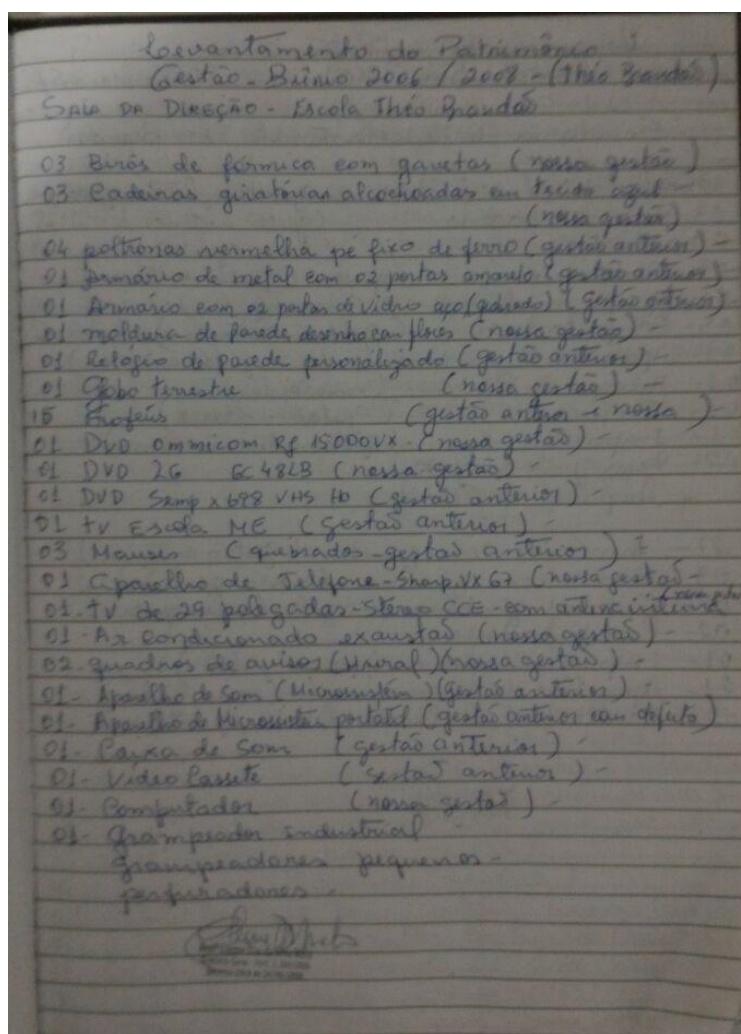 Levantamento do Patrimônio
Gestão - Biênio 2006 / 2008 - (Théo Brandão)
SALA DA DIREÇÃO - Escola Théo Brandão
03 Birôs de fórmica com gavetas (nossa gestão)
03 Cadeiras giratórias alcochoadas em tecido azul -
(nossa gestão)
04 poltronas vermelha pé fixo de ferro (gestão anterior) -
01 Armário de metal com 02 portas amarelo (gestão anterior)
01 Armário com 02 portas de vidro aço (quebrado) (gestão anterior) -
01 moldura de parede desenho com flores (nossa gestão) -
01 Relógio de parede personalizado (gestão anterior) -
01 Globo terrestre (nossa gestão) -
15 Troféus (gestão anterior e nossa) -
01 DVD Ommicom. Rf 15000VX - (nossa gestão) -
01 DVD 26 GC 48LB (nossa gestão) -
01 DVD Semp x 698 VHS HD (gestão anterior) -
01 tv Escola ME (gestão anterior) -
03 Mauses (quebrados - gestão anterior) -
01 Aparelho de Telefone - Sharp. VX 67 (nossa gestão -
01 - TV de 29 polegadas - Stéreo CCE - com antena interna
01 - Ar condicionado exaustão (nossa gestão) -
02 - quadros de avisos (Mural) (nossa gestão) -
01 - Aparelho de Som (Microsistém) (gestão anterior) -
01 - Aparelho de Microsistem portatil (gestão anterior com defeito)
01 - Caixa de Som (gestão anterior) -
01 - Video Cassete (gestão anterior) -
01 - Computador (nossa gestão) -
01 - Grampeador industrial -
Grampeadores pequenos -
perfuradores -